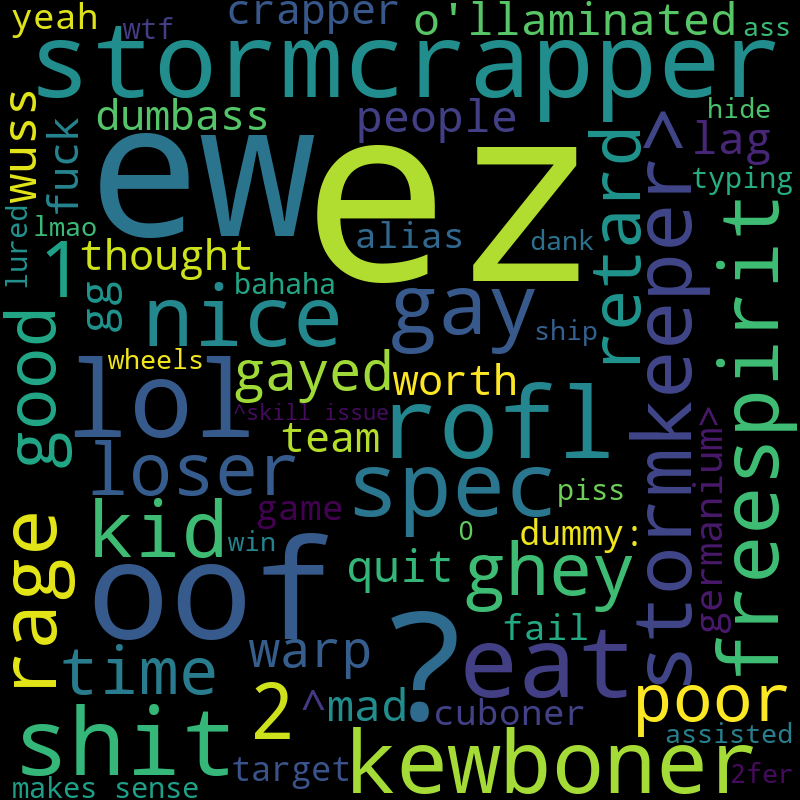 yeah
wtf
crapper
o'llaminated
ass
stormcrapper
wuss
dumbass
people
hide
fuck
ew
ez
retard
stormkeeper>
lag
typing
lured
lmao
1
thought
alias
dank
freespirit
bahaha
gg
nice
gay
ship
good
wheels
lol
gayed
worth
^skill issue
rofl
team
loser
spec
germanium>
piss
kid
game
win
O
dummy:
rage
oof
quit
ghey
fail
time
warp
?
eat
2
^mad
cuboner
poor
shit
assisted
target
kewboner
2fer
makes sense